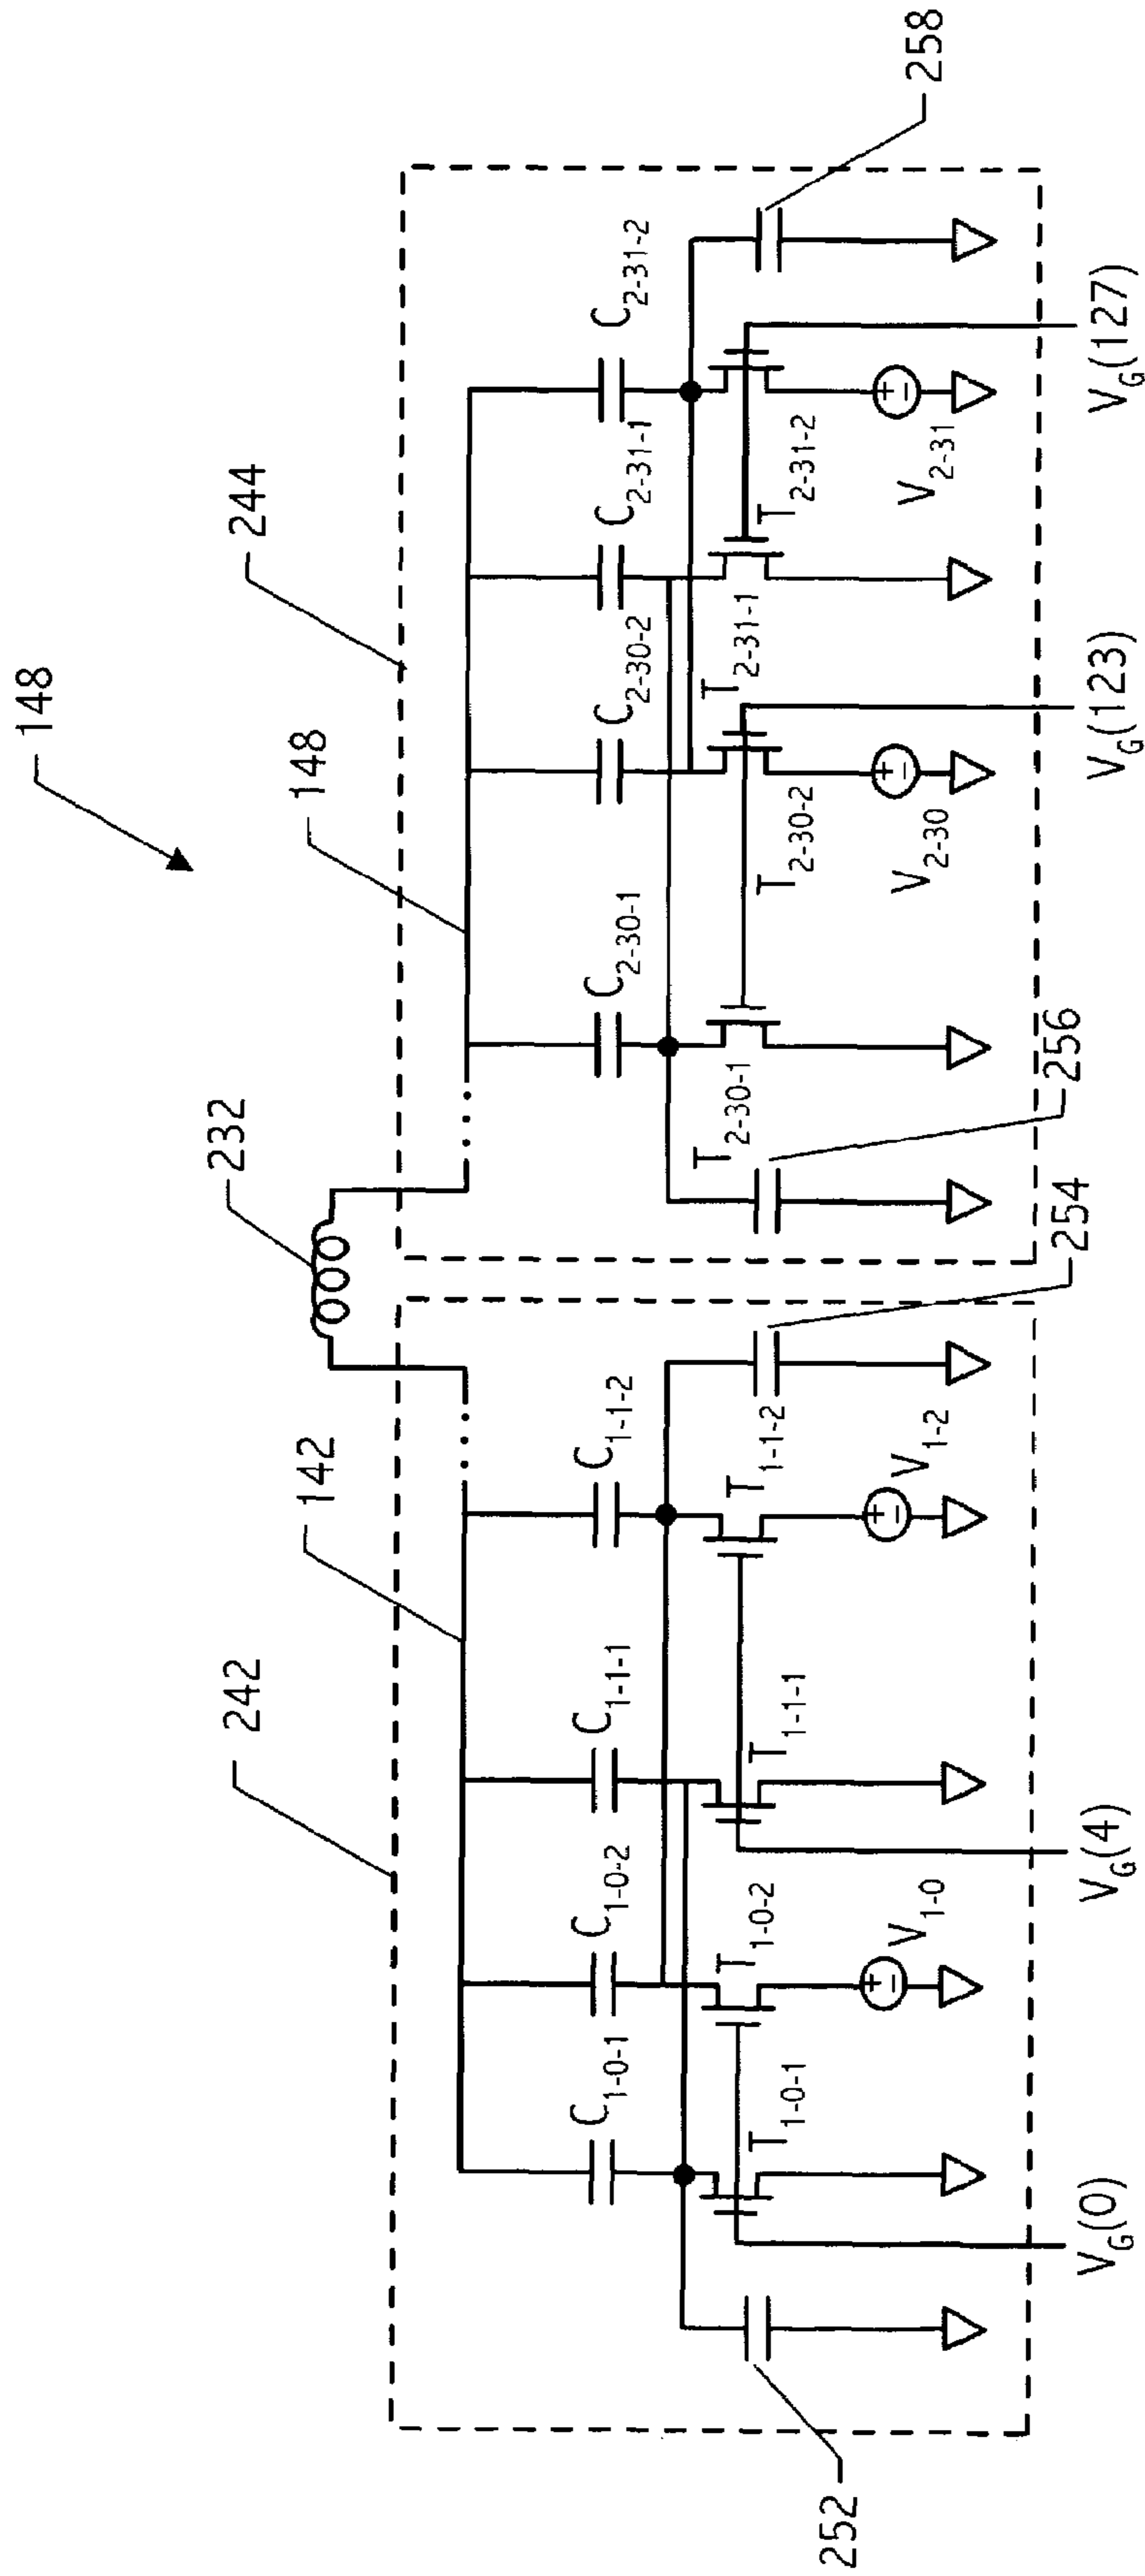 148
232
244
148
242
142
C1-0-1
C1-0-2
C1-1-1
C1-1-2
C2-30-1
C2-30-2
C2-31-1
C2-31-2
T1-0-1
T1-0-2
T1-1-1
T1-1-2
T2-30-1
T2-30-2
T2-31-1
T2-31-2
+ −
V1-0
+ −
V1-2
+ −
V2-30
+ −
V2-31
252
254
256
258
VG(0)
VG(4)
VG(123)
VG(127)